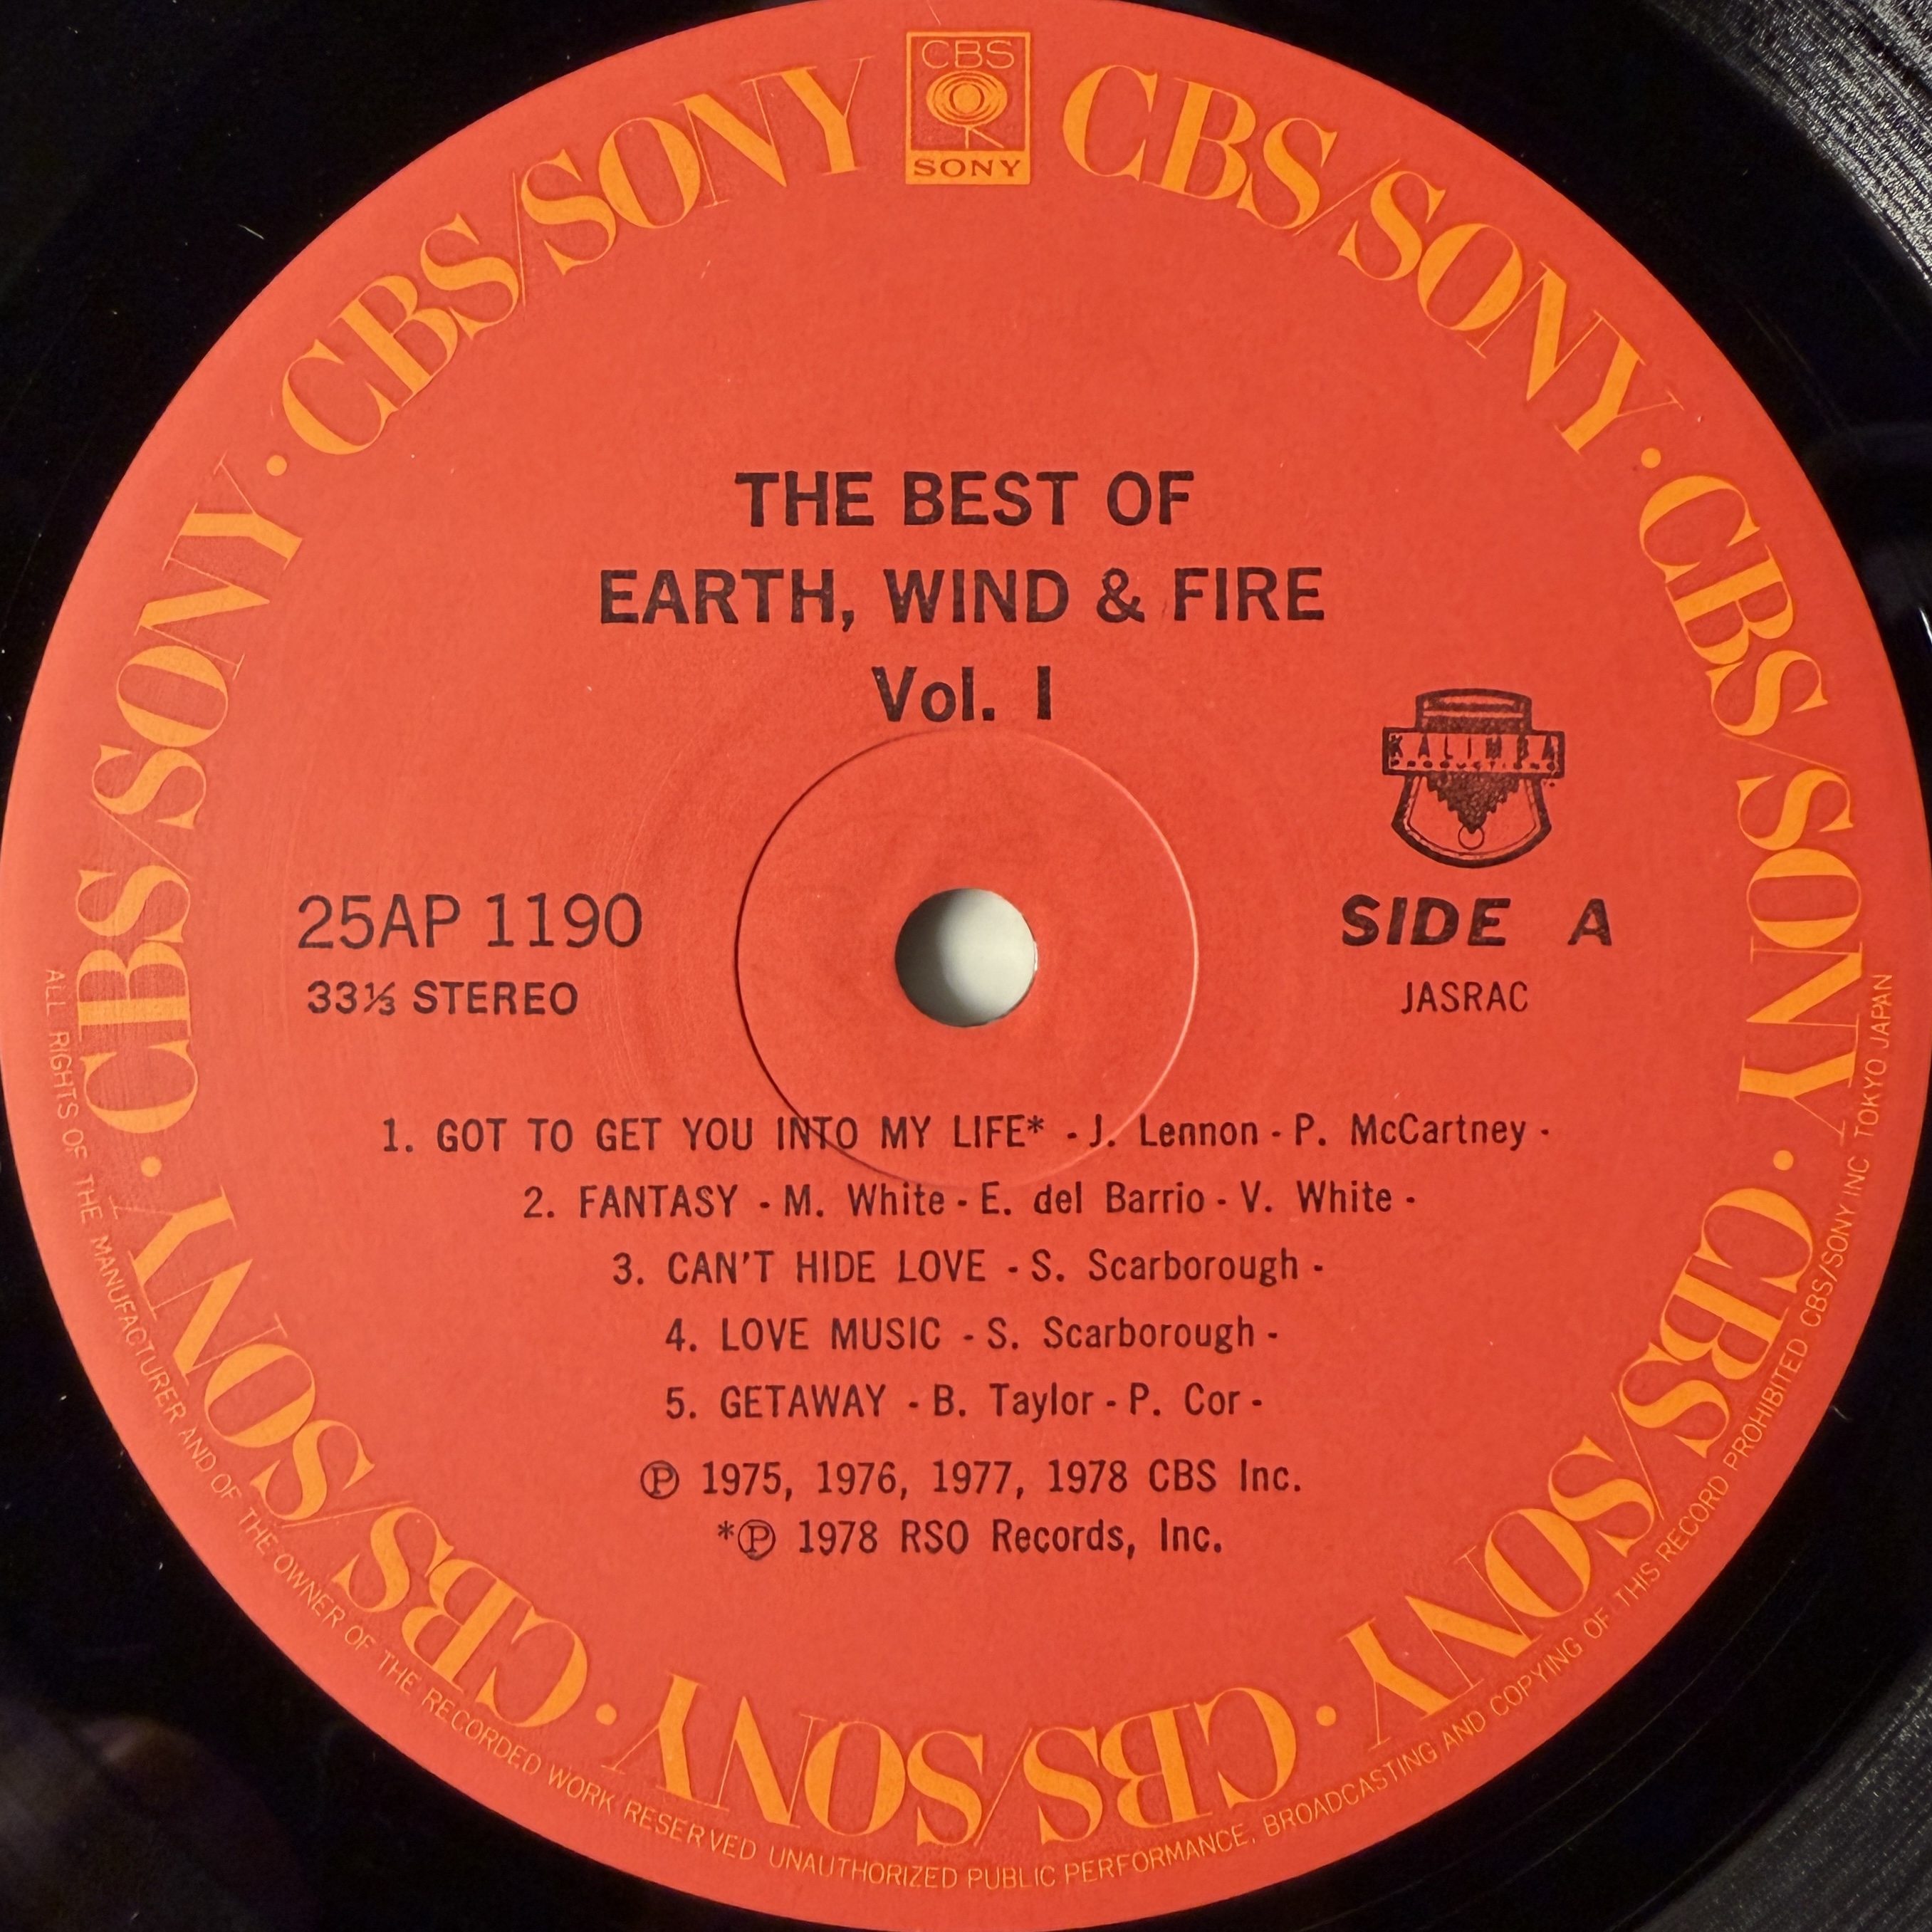 CBS
SONY
CBS/SONY · CBS/SONY · CBS/SONY · CBS/SONY · CBS/SONY · CBS/SONY · CBS/SONY
THE BEST OF
EARTH, WIND & FIRE
Vol. I
KALIMBA
PRODUCTIONS
25AP 1190
SIDE A
33⅓ STEREO
JASRAC
1. GOT TO GET YOU INTO MY LIFE* - J. Lennon - P. McCartney -
2. FANTASY - M. White - E. del Barrio - V. White -
3. CAN'T HIDE LOVE - S. Scarborough -
4. LOVE MUSIC - S. Scarborough -
5. GETAWAY - B. Taylor - P. Cor -
Ⓟ 1975, 1976, 1977, 1978 CBS Inc.
*Ⓟ 1978 RSO Records, Inc.
ALL RIGHTS OF THE MANUFACTURER AND OF THE OWNER OF THE RECORDED WORK RESERVED UNAUTHORIZED PUBLIC PERFORMANCE, BROADCASTING AND COPYING OF THIS RECORD PROHIBITED CBS/SONY INC TOKYO JAPAN